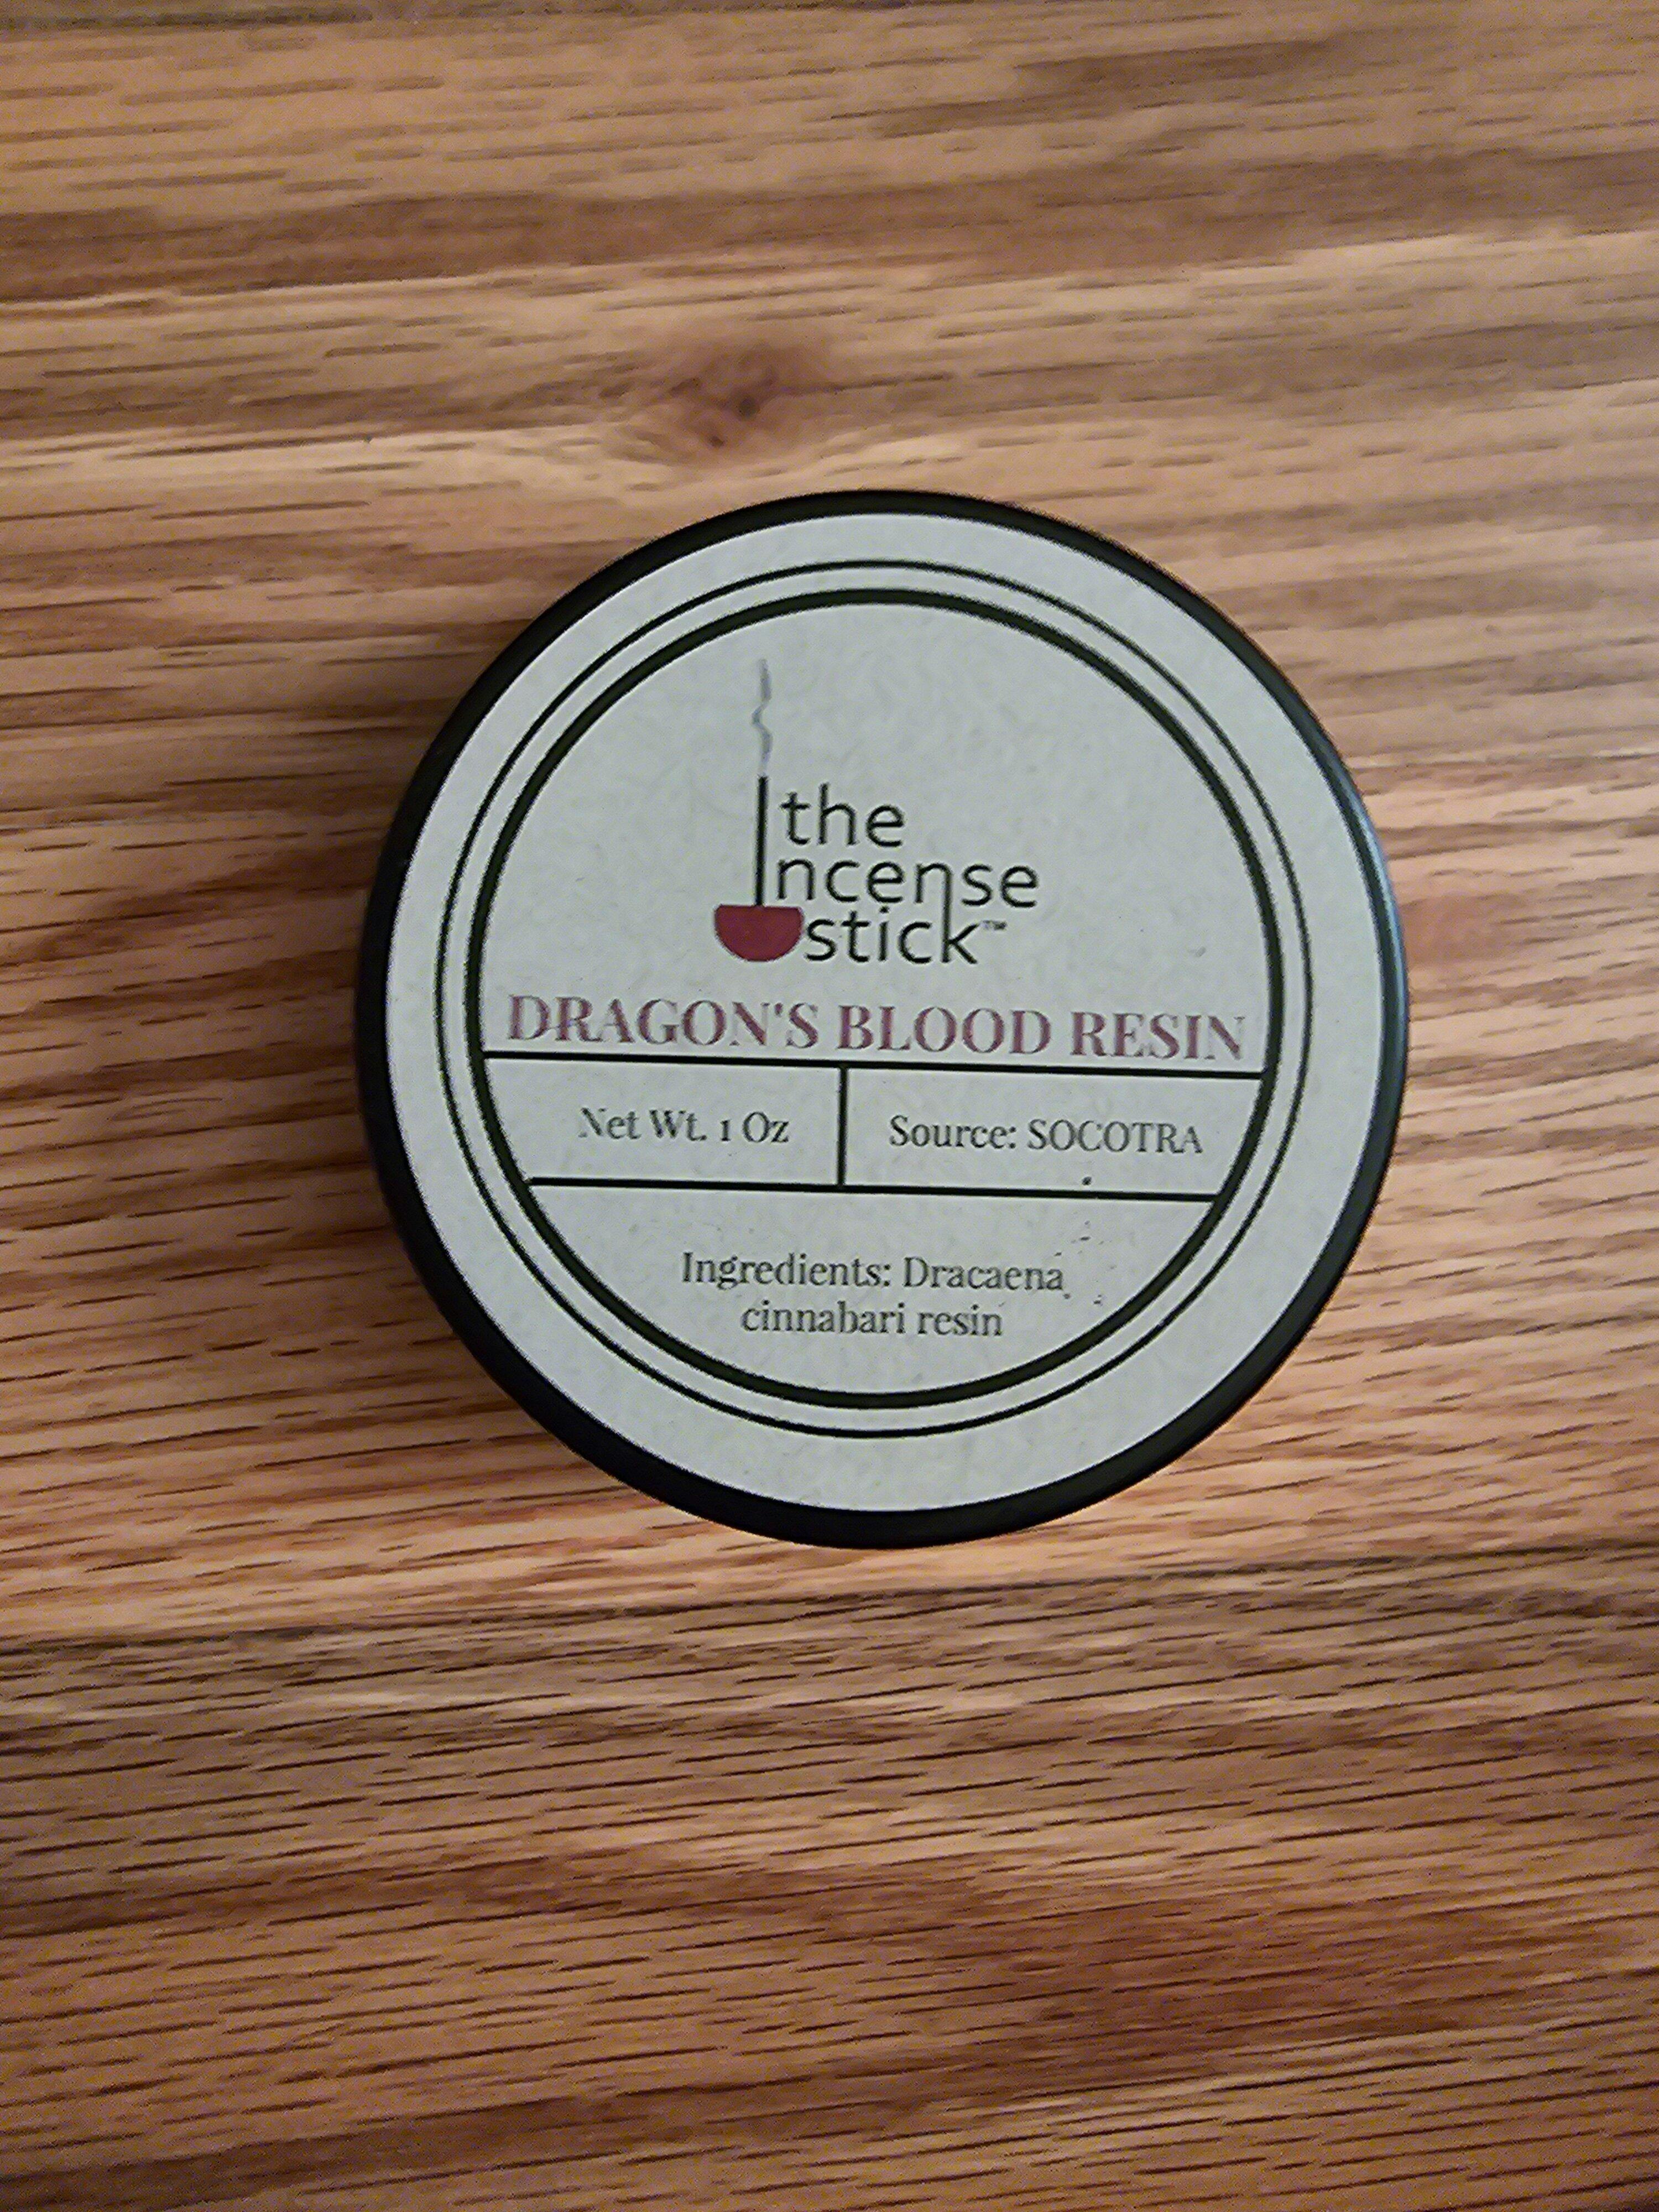 the
incense
stick™
DRAGON'S BLOOD RESIN
Net Wt. 1 Oz
Source: SOCOTRA
Ingredients: Dracaena
cinnabari resin